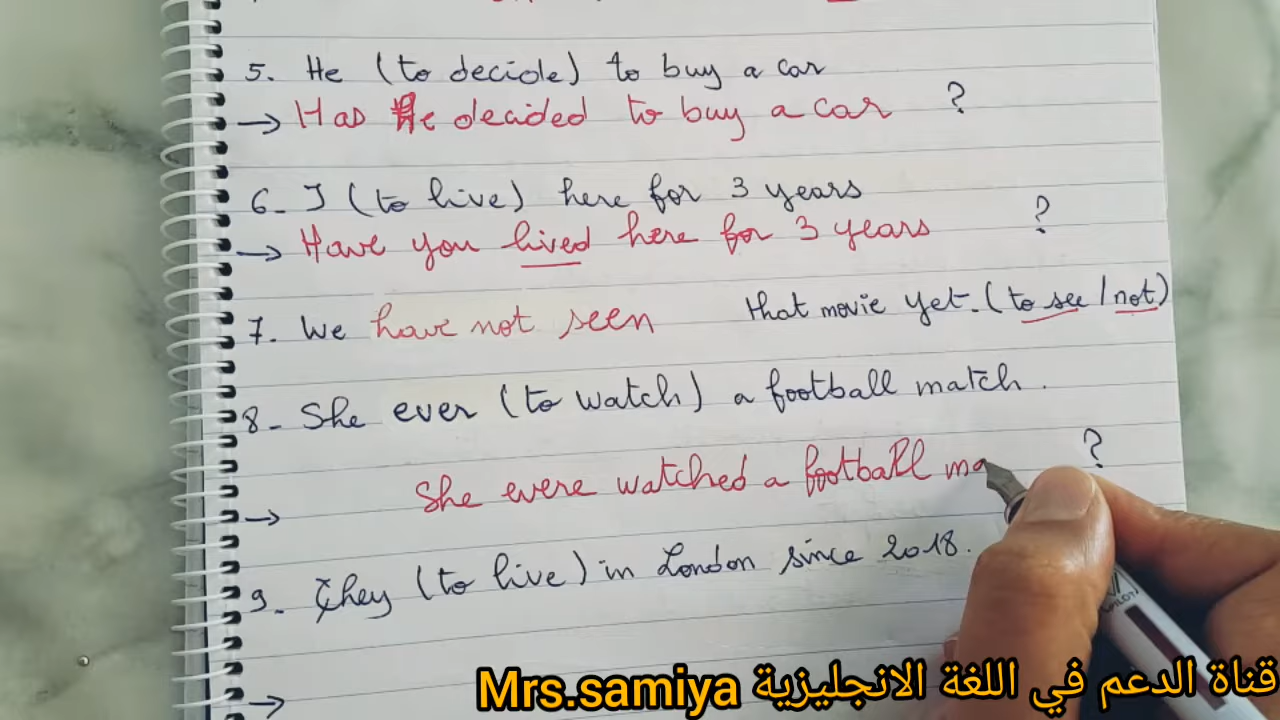 5. He (to decide) to buy a car
→ Has He decided to buy a car ?
6- I (to live) here for 3 years
→ Have you lived here for 3 years ?
7. We have not seen that movie yet. (to see / not)
8- She ever (to watch) a football match.
→ She evere watched a football ma ?
9- They (to live) in London since 2018.
→
Mrs.samiya قناة الدعم في اللغة الانجليزية